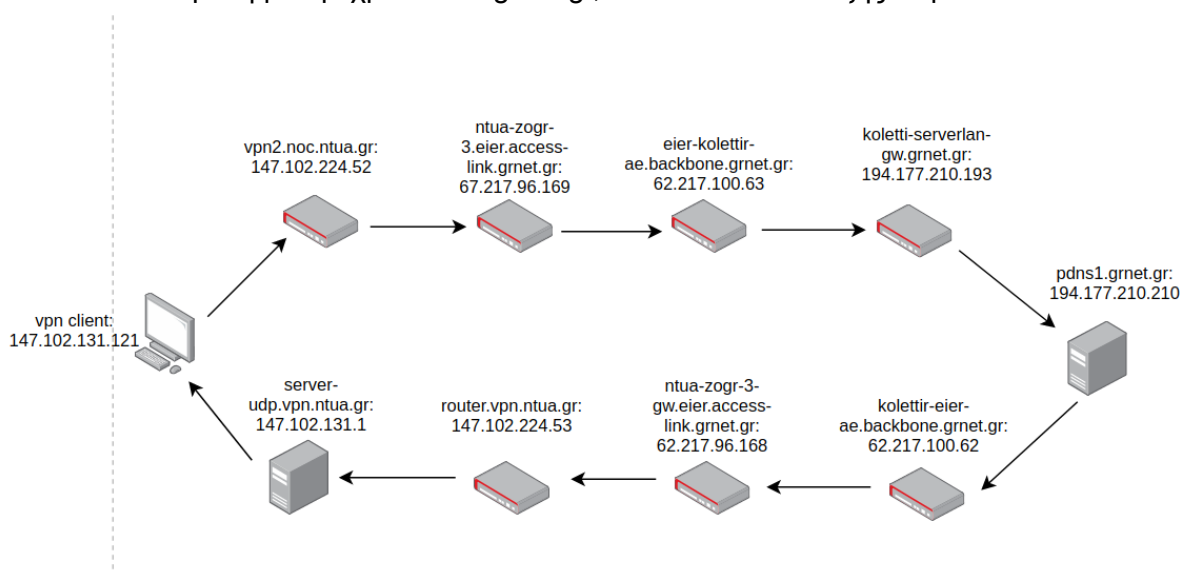 vpn2.noc.ntua.gr:
147.102.224.52
ntua-zogr-
3.eier.access-
link.grnet.gr:
67.217.96.169
eier-kolettir-
ae.backbone.grnet.gr:
62.217.100.63
koletti-serverlan-
gw.grnet.gr:
194.177.210.193
pdns1.grnet.gr:
194.177.210.210
vpn client:
147.102.131.121
server-
udp.vpn.ntua.gr:
147.102.131.1
router.vpn.ntua.gr:
147.102.224.53
ntua-zogr-3-
gw.eier.access-
link.grnet.gr:
62.217.96.168
kolettir-eier-
ae.backbone.grnet.gr:
62.217.100.62